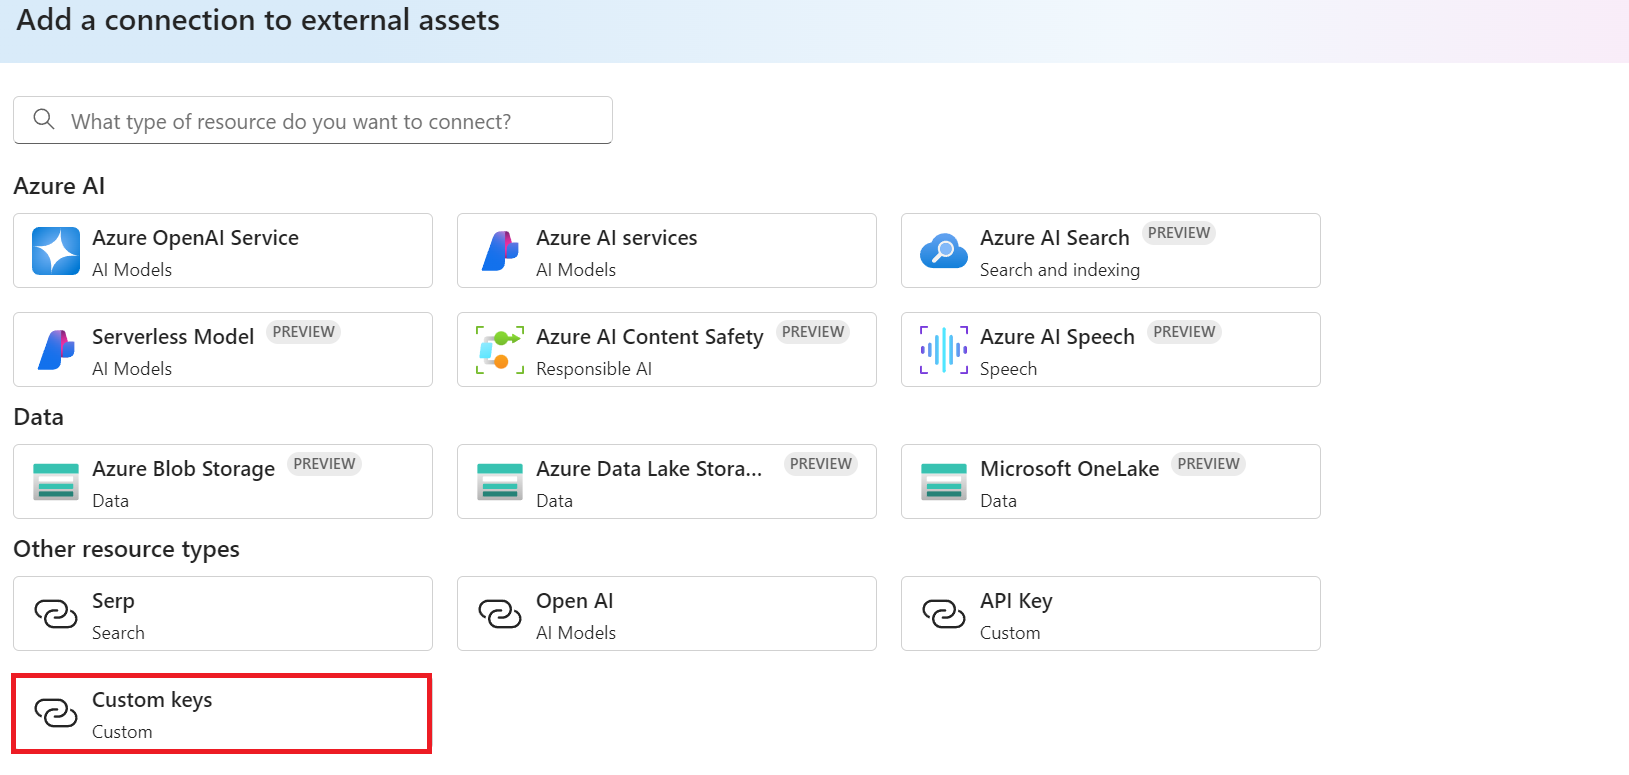 Add a connection to external assets
What type of resource do you want to connect?
Azure AI
Azure OpenAI Service
AI Models
Azure AI services
AI Models
Azure AI Search PREVIEW
Search and indexing
Serverless Model PREVIEW
AI Models
Azure AI Content Safety PREVIEW
Responsible AI
Azure AI Speech PREVIEW
Speech
Data
Azure Blob Storage PREVIEW
Data
Azure Data Lake Stora... PREVIEW
Data
Microsoft OneLake PREVIEW
Data
Other resource types
Serp
Search
Open AI
AI Models
API Key
Custom
Custom keys
Custom